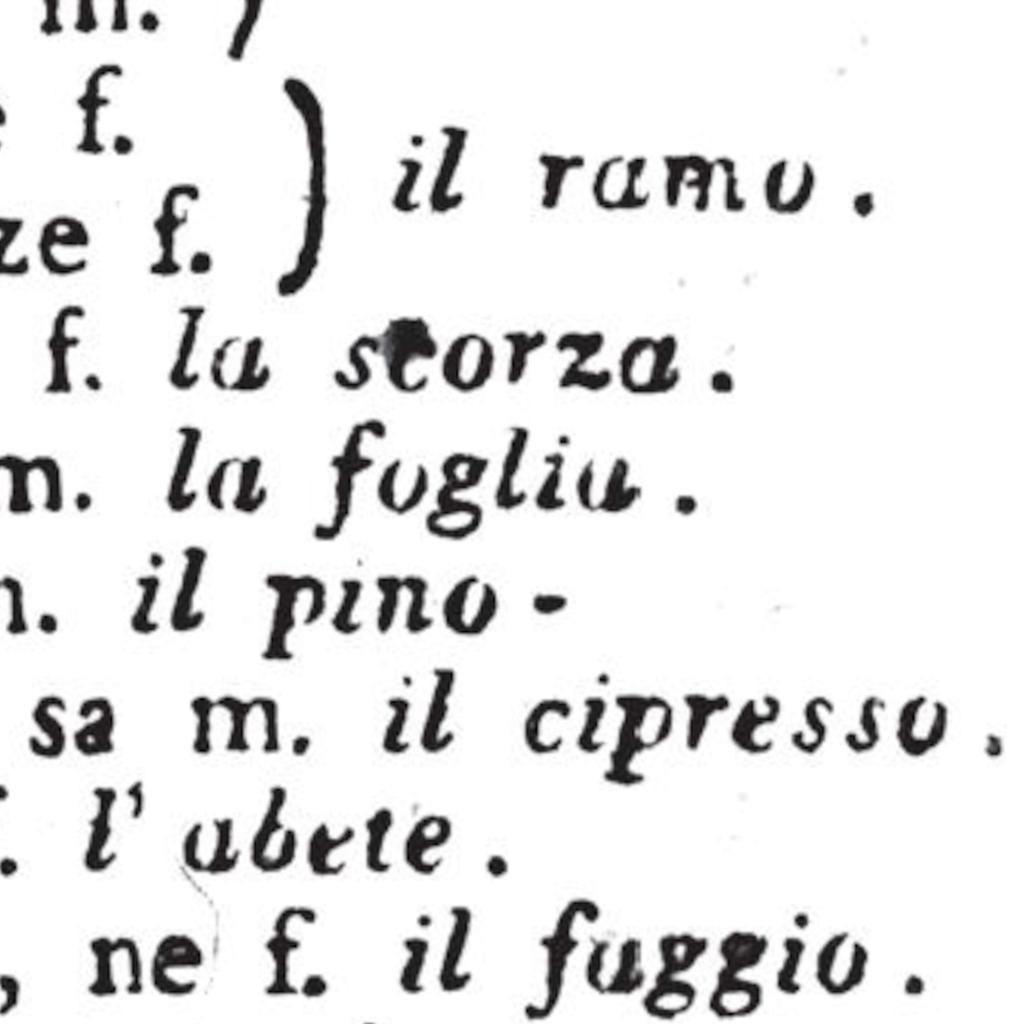 m. )
f.
) il ramo.
ze f.
f. la scorza.
m. la foglia.
il pino-
sa m. il cipresso.
l' abete.
, ne f. il faggio.